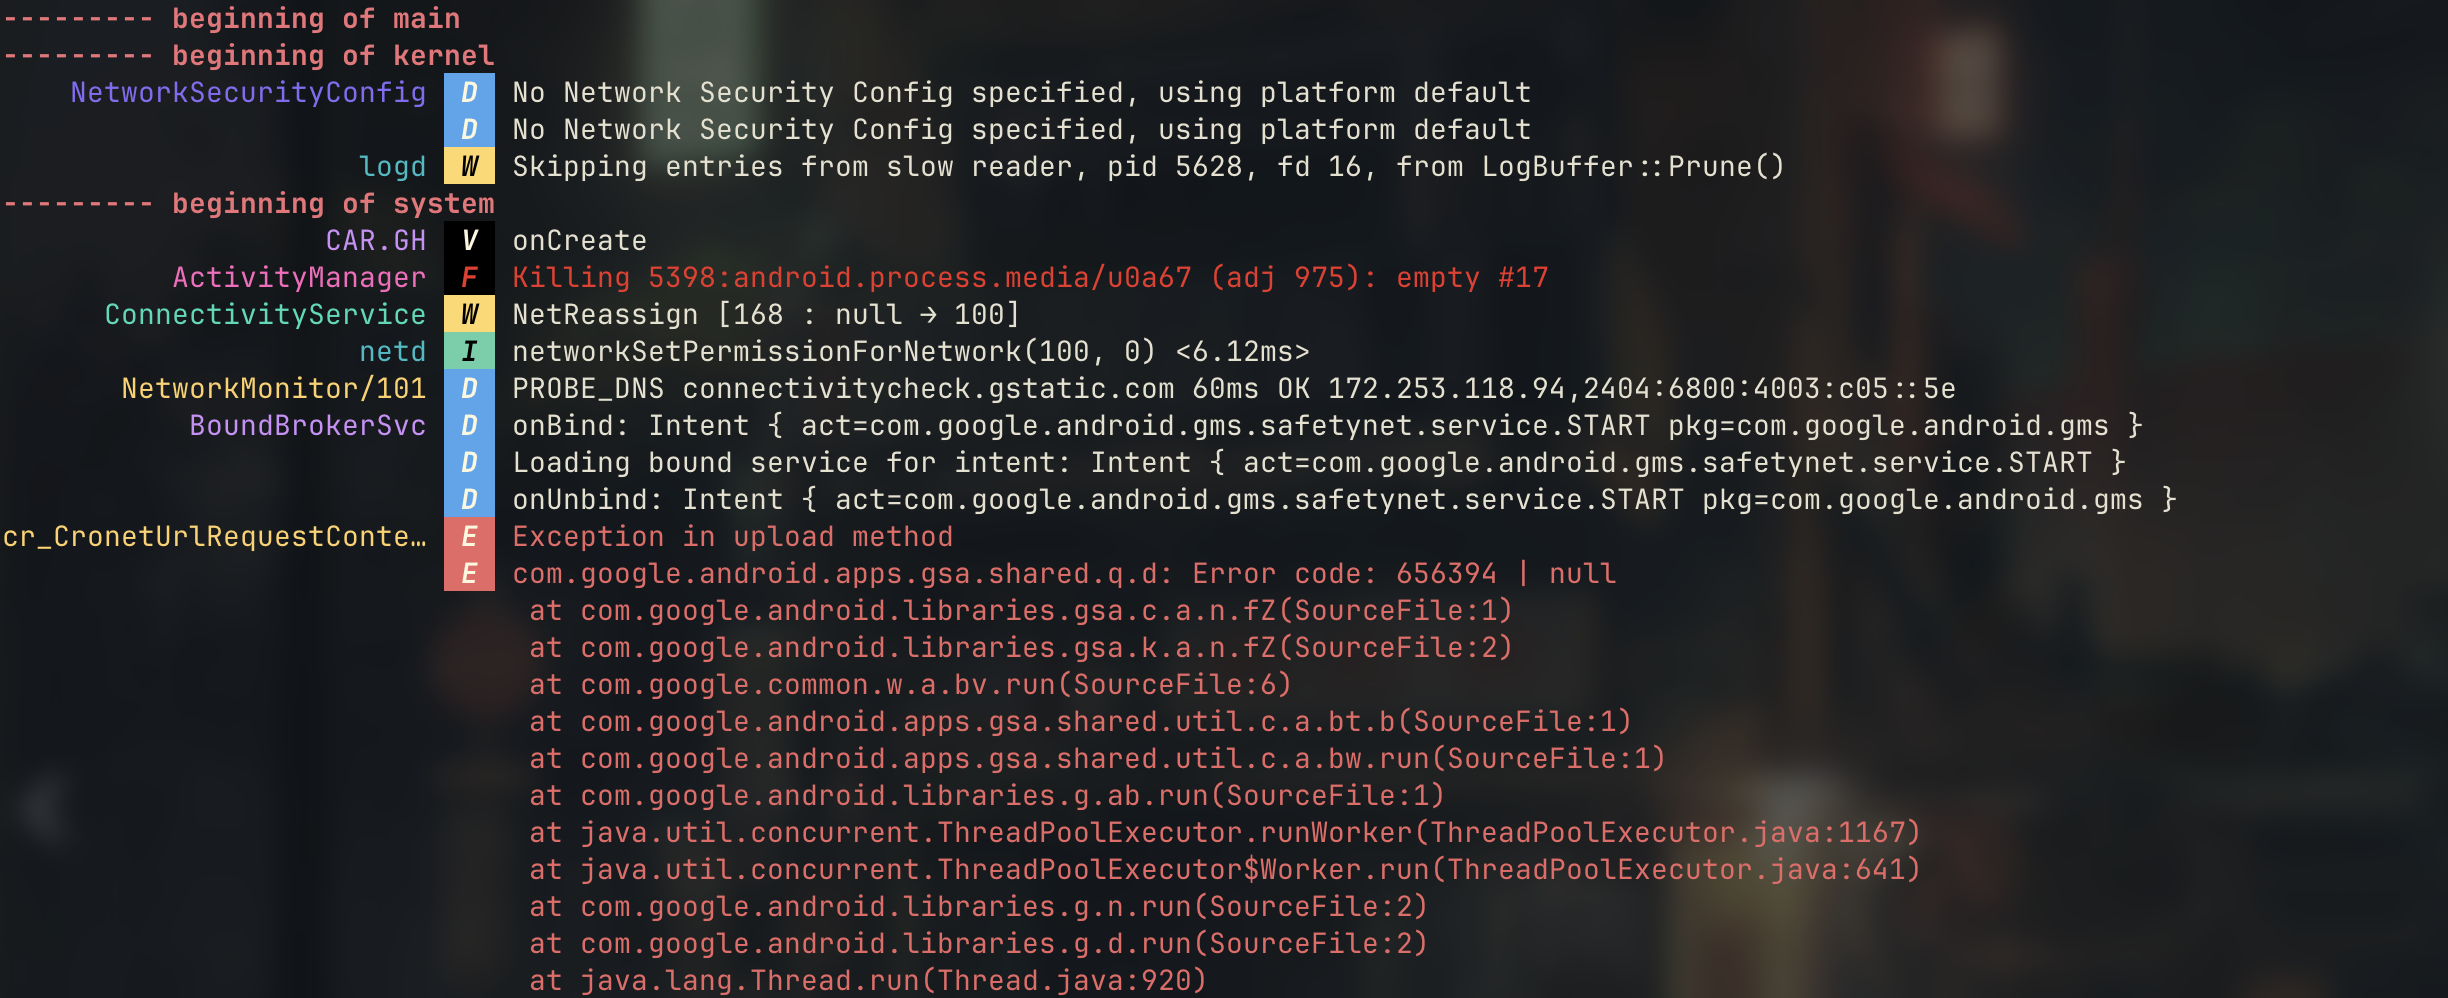 --------- beginning of main
--------- beginning of kernel
NetworkSecurityConfig D No Network Security Config specified, using platform default
D No Network Security Config specified, using platform default
logd W Skipping entries from slow reader, pid 5628, fd 16, from LogBuffer::Prune()
--------- beginning of system
CAR.GH V onCreate
ActivityManager F Killing 5398:android.process.media/u0a67 (adj 975): empty #17
ConnectivityService W NetReassign [168 : null → 100]
netd I networkSetPermissionForNetwork(100, 0) <6.12ms>
NetworkMonitor/101 D PROBE_DNS connectivitycheck.gstatic.com 60ms OK 172.253.118.94,2404:6800:4003:c05::5e
BoundBrokerSvc D onBind: Intent { act=com.google.android.gms.safetynet.service.START pkg=com.google.android.gms }
D Loading bound service for intent: Intent { act=com.google.android.gms.safetynet.service.START }
D onUnbind: Intent { act=com.google.android.gms.safetynet.service.START pkg=com.google.android.gms }
cr_CronetUrlRequestConte… E Exception in upload method
E com.google.android.apps.gsa.shared.q.d: Error code: 656394 | null
at com.google.android.libraries.gsa.c.a.n.fZ(SourceFile:1)
at com.google.android.libraries.gsa.k.a.n.fZ(SourceFile:2)
at com.google.common.w.a.bv.run(SourceFile:6)
at com.google.android.apps.gsa.shared.util.c.a.bt.b(SourceFile:1)
at com.google.android.apps.gsa.shared.util.c.a.bw.run(SourceFile:1)
at com.google.android.libraries.g.ab.run(SourceFile:1)
at java.util.concurrent.ThreadPoolExecutor.runWorker(ThreadPoolExecutor.java:1167)
at java.util.concurrent.ThreadPoolExecutor$Worker.run(ThreadPoolExecutor.java:641)
at com.google.android.libraries.g.n.run(SourceFile:2)
at com.google.android.libraries.g.d.run(SourceFile:2)
at java.lang.Thread.run(Thread.java:920)